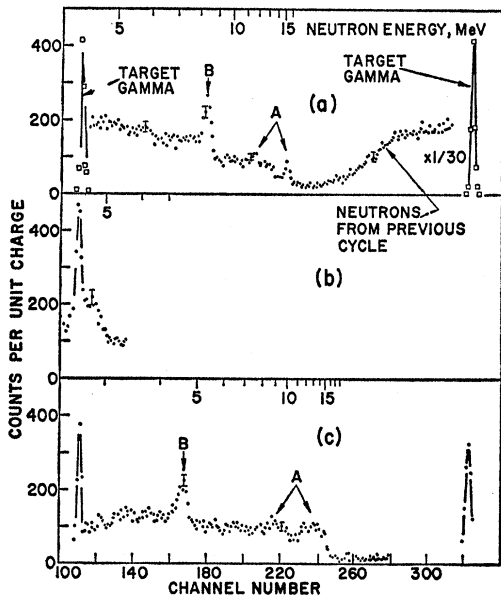 5 10 15 NEUTRON ENERGY, MeV
400
TARGET GAMMA
B
TARGET GAMMA
(a)
A
200
x1/30
0
NEUTRONS FROM PREVIOUS CYCLE
5
400
(b)
200
COUNTS PER UNIT CHARGE
0
5 10 15
400
(c)
B
A
200
0
100 140 180 220 260 300
CHANNEL NUMBER